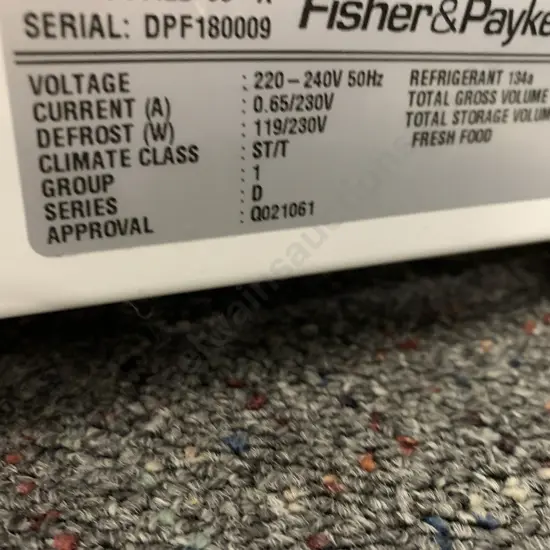 SERIAL: DPF180009
Fisher&Payke
VOLTAGE : 220-240V 50Hz
CURRENT (A) : 0.65/230V
DEFROST (W) : 119/230V
CLIMATE CLASS : ST/T
GROUP : 1
SERIES : D
APPROVAL : Q021061
REFRIGERANT 134a
TOTAL GROSS VOLUME
TOTAL STORAGE VOLUM
FRESH FOOD